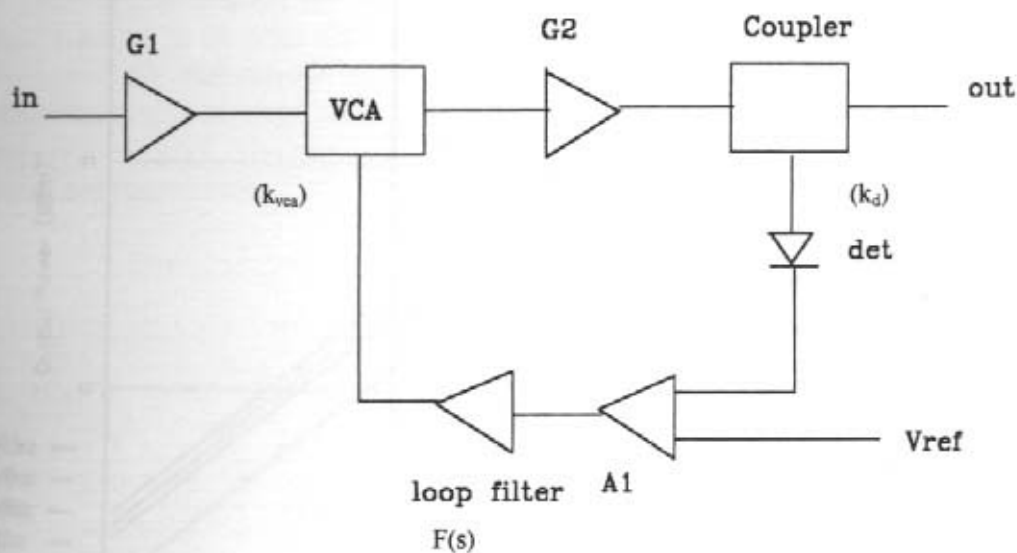 G1
G2
Coupler
in
VCA
out
(kvca)
(kd)
det
Vref
A1
loop filter
F(s)